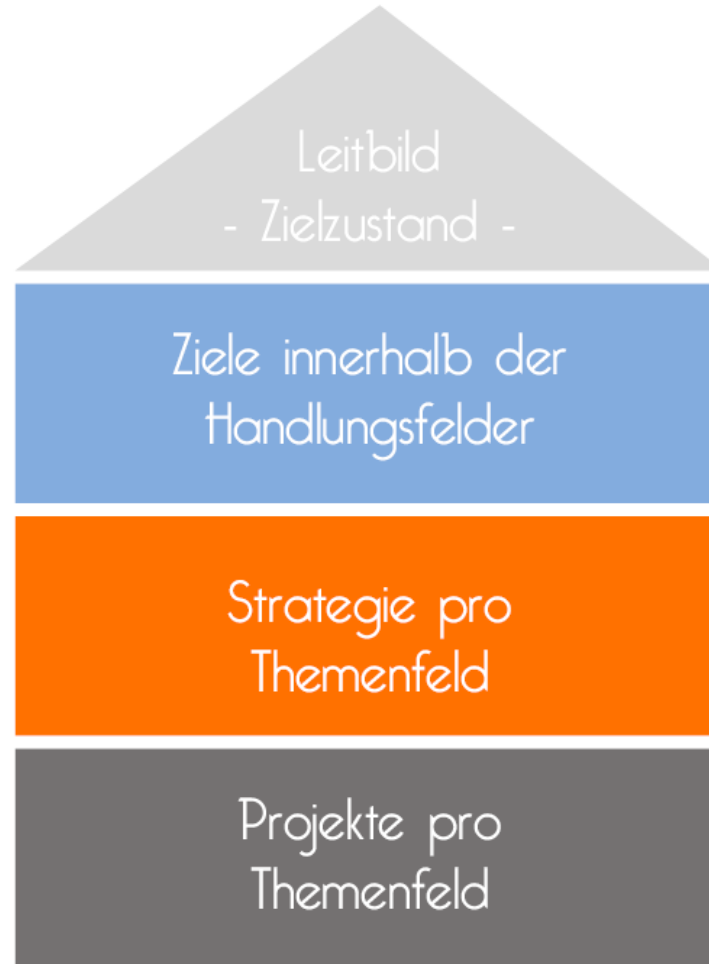 Leitbild
- Zielzustand -
Ziele innerhalb der
Handlungsfelder
Strategie pro
Themenfeld
Projekte pro
Themenfeld